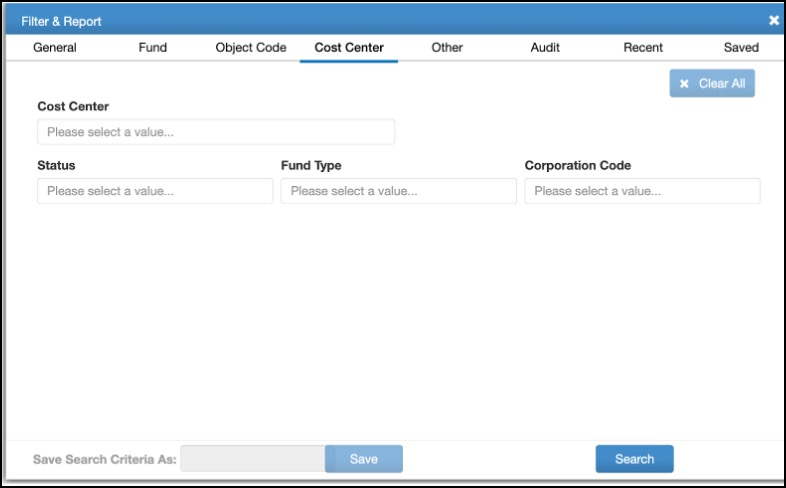 Filter & Report ×
General Fund Object Code Cost Center Other Audit Recent Saved
× Clear All
Cost Center
Please select a value...
Status Fund Type Corporation Code
Please select a value... Please select a value... Please select a value...
Save Search Criteria As: Save Search